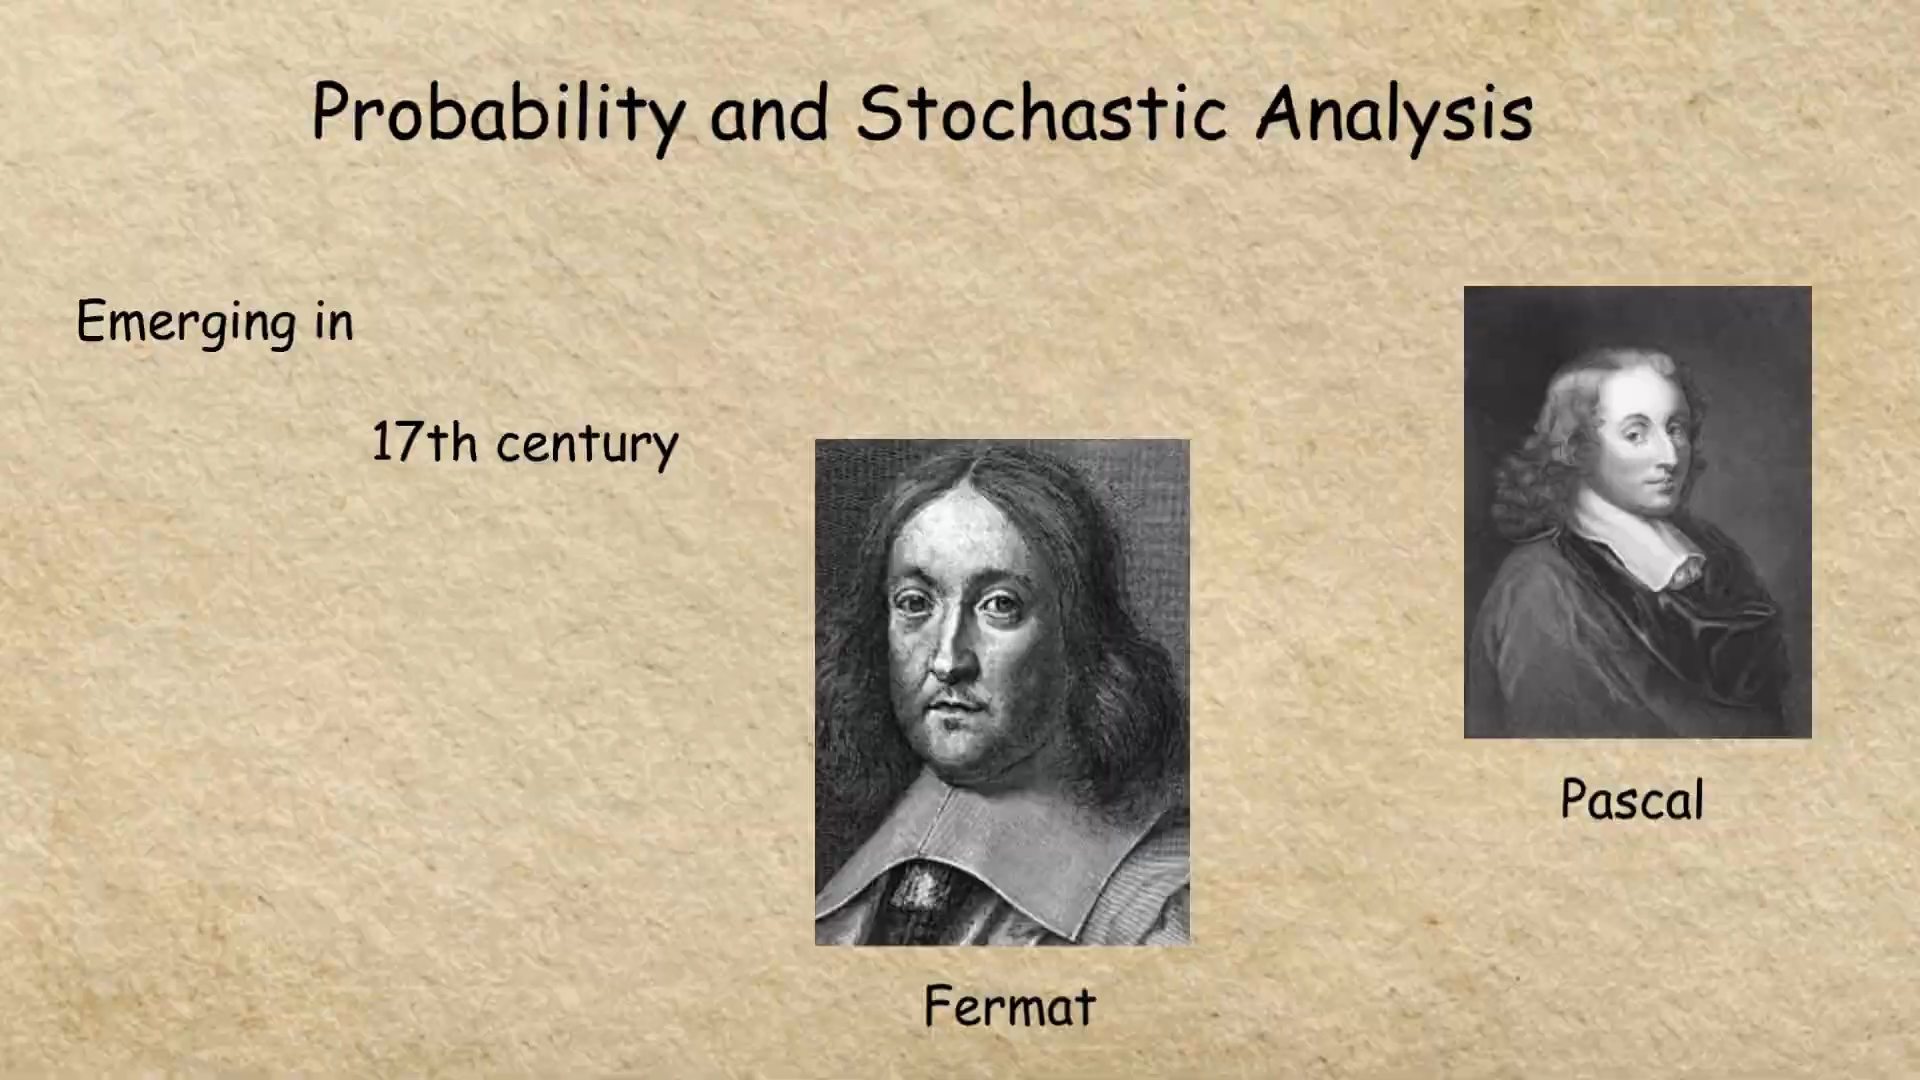 Probability and Stochastic Analysis
Emerging in
17th century
Pascal
Fermat